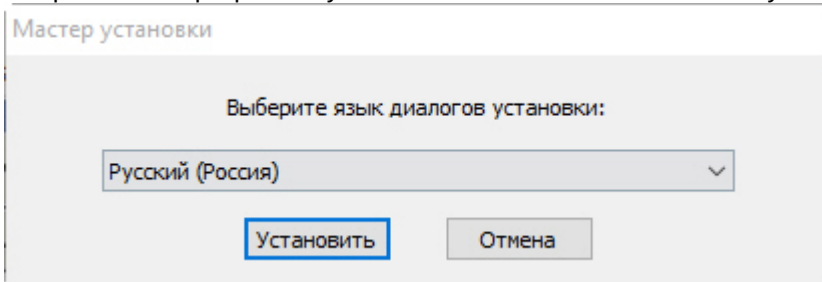 Мастер установки
Выберите язык диалогов установки:
Русский (Россия)
Установить Отмена